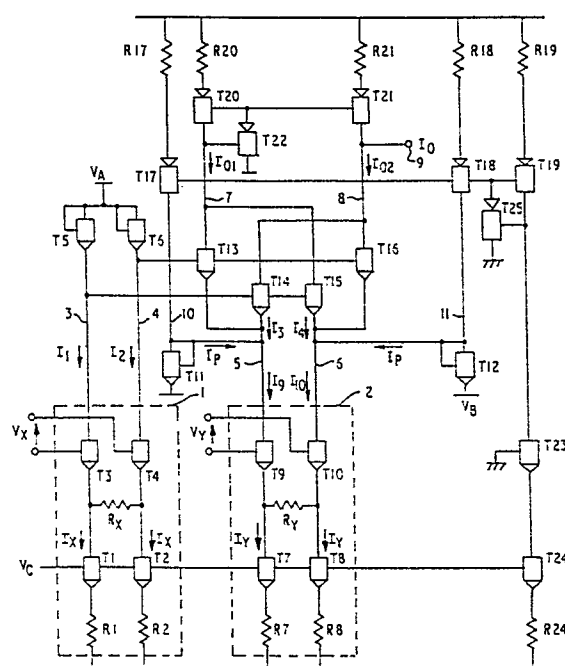 R17 R20 R21 R18 R19
T20 T21
T22 I01 I02 I0 9
T17 T18 T19
VA 7 8 T25
T5 T6
T13 T16
T14 T15
3 4 10 11
I1 I2 I3 I4
T11 IP 5 6 IP T12
I9 I10 2
1 VB
VX VY
T3 T4 T9 T10 T23
RX RY
IX IX IY IY
VC T1 T2 T7 T8 T24
R1 R2 R7 R8 R24